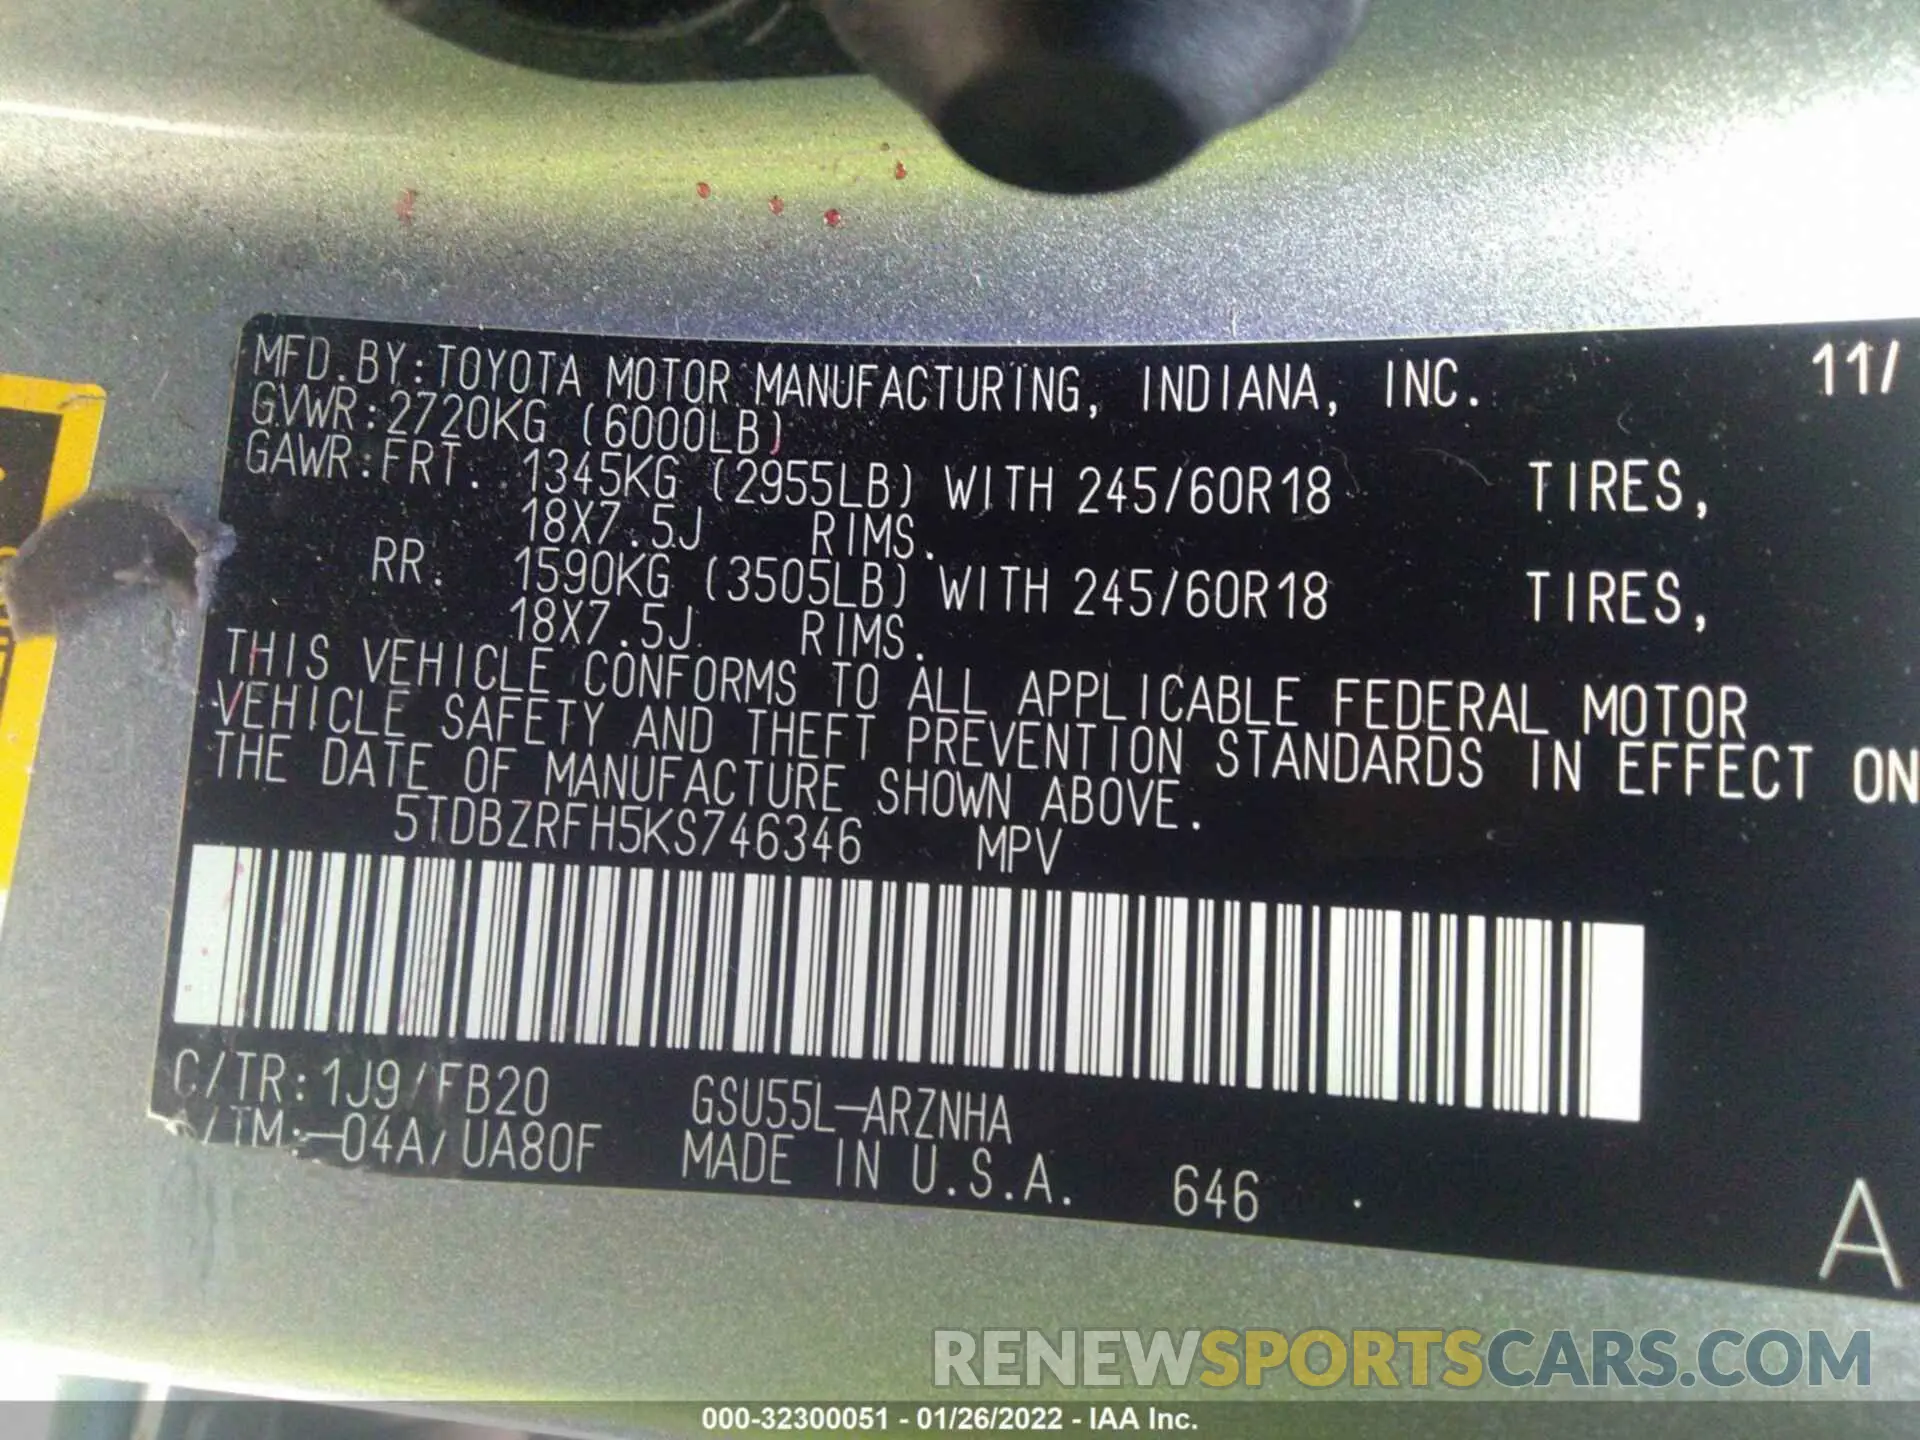 MFD.BY:TOYOTA MOTOR MANUFACTURING, INDIANA, INC. 11/
GVWR:2720KG (6000LB)
GAWR:FRT. 1345KG (2955LB) WITH 245/60R18 TIRES,
18X7.5J RIMS.
RR. 1590KG (3505LB) WITH 245/60R18 TIRES,
18X7.5J RIMS.
THIS VEHICLE CONFORMS TO ALL APPLICABLE FEDERAL MOTOR
VEHICLE SAFETY AND THEFT PREVENTION STANDARDS IN EFFECT ON
THE DATE OF MANUFACTURE SHOWN ABOVE.
5TDBZRFH5KS746346 MPV
C/TR:1J9/FB20 GSU55L-ARZNHA
/TM:-04A/UA80F MADE IN U.S.A. 646
A
RENEWSPORTSCARS.COM
000-32300051 - 01/26/2022 - IAA Inc.